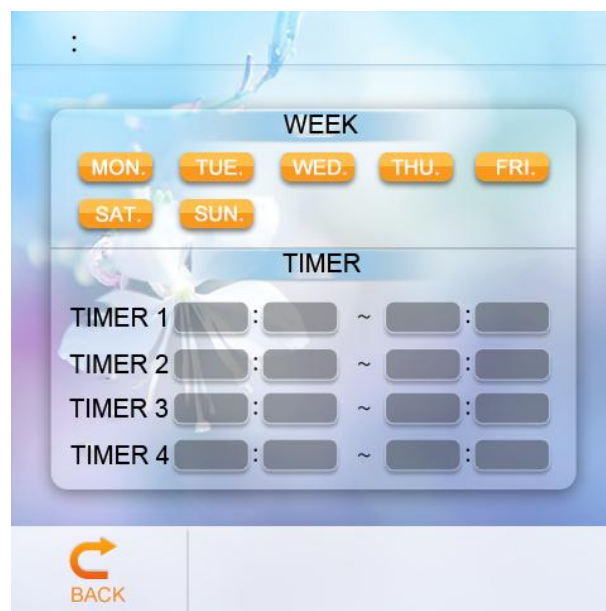 :
WEEK
MON. TUE. WED. THU. FRI.
SAT. SUN.
TIMER
TIMER 1 : ~ :
TIMER 2 : ~ :
TIMER 3 : ~ :
TIMER 4 : ~ :
BACK